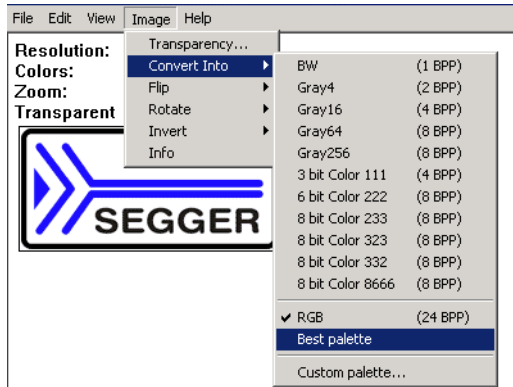 File Edit View Image Help
Resolution:
Colors:
Zoom:
Transparent
SEGGER
Transparency...
Convert Into
Flip
Rotate
Invert
Info
BW (1 BPP)
Gray4 (2 BPP)
Gray16 (4 BPP)
Gray64 (8 BPP)
Gray256 (8 BPP)
3 bit Color 111 (4 BPP)
6 bit Color 222 (8 BPP)
8 bit Color 233 (8 BPP)
8 bit Color 323 (8 BPP)
8 bit Color 332 (8 BPP)
8 bit Color 8666 (8 BPP)
RGB (24 BPP)
Best palette
Custom palette...